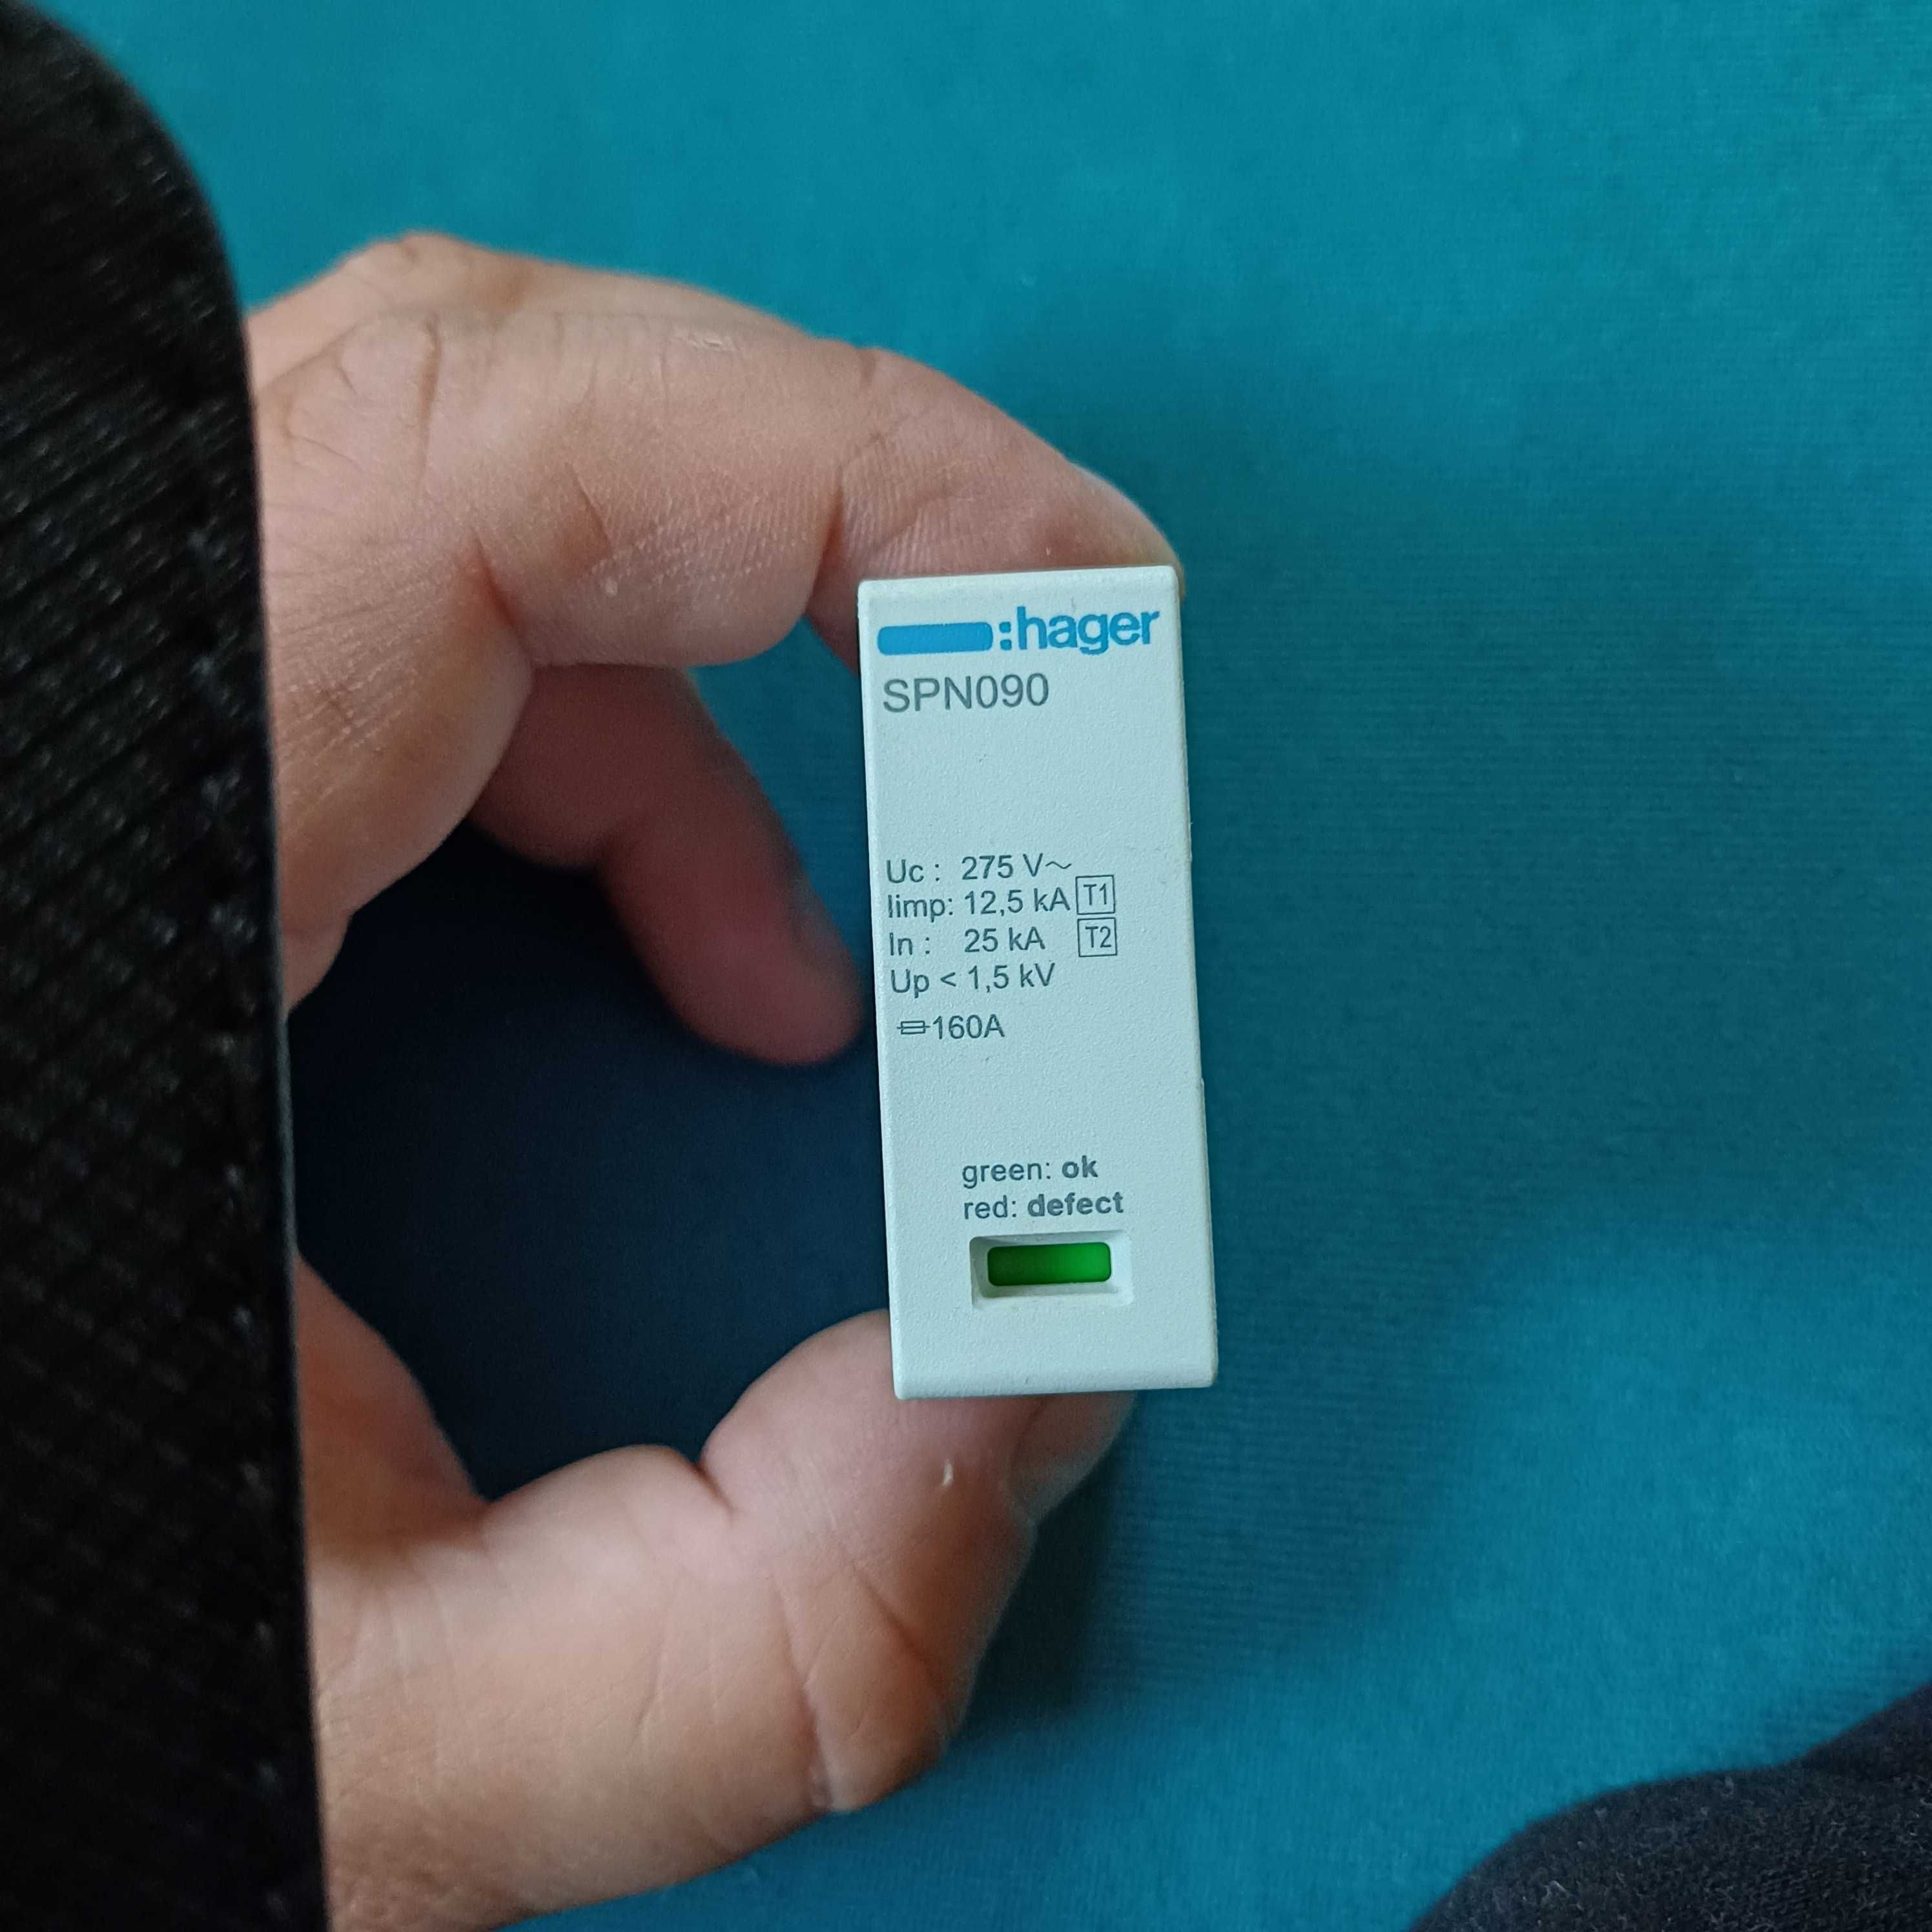 :hager
SPN090
Uc : 275 V~
Iimp: 12,5 kA T1
In : 25 kA T2
Up < 1,5 kV
160A
green: ok
red: defect